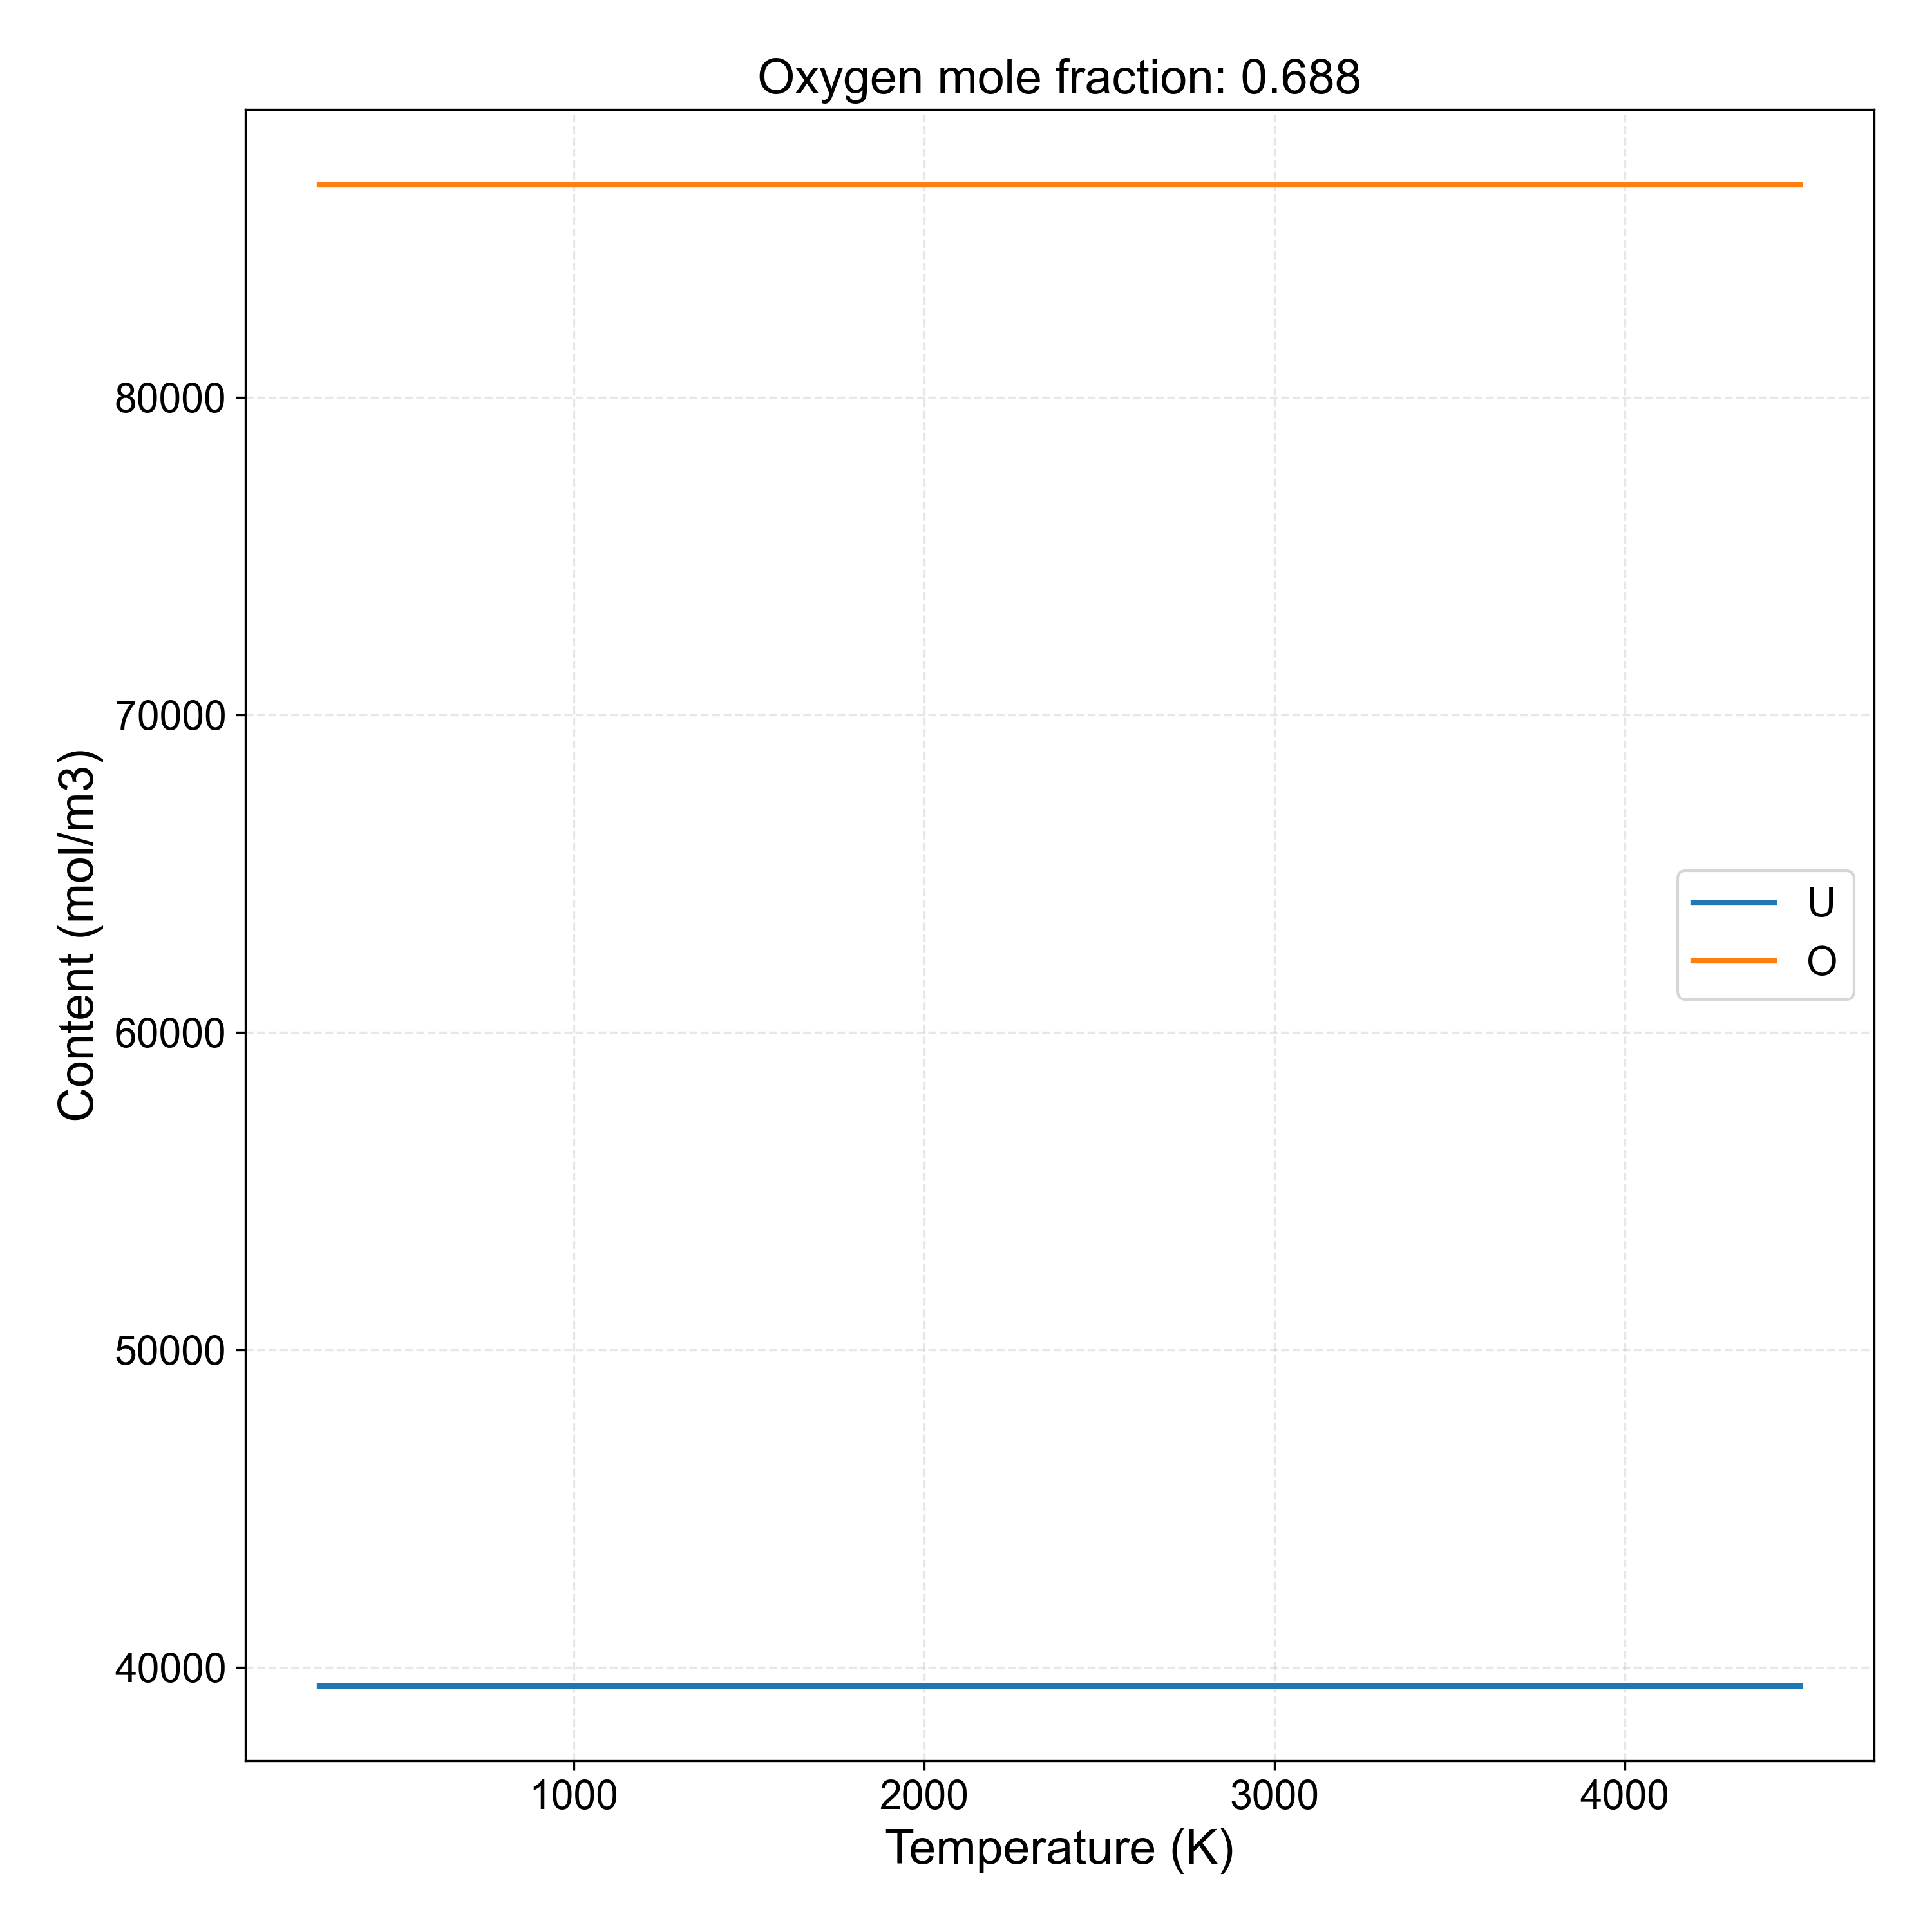 Oxygen mole fraction: 0.688
Content (mol/m3)
80000
70000
60000
50000
40000
U
O
1000 2000 3000 4000
Temperature (K)